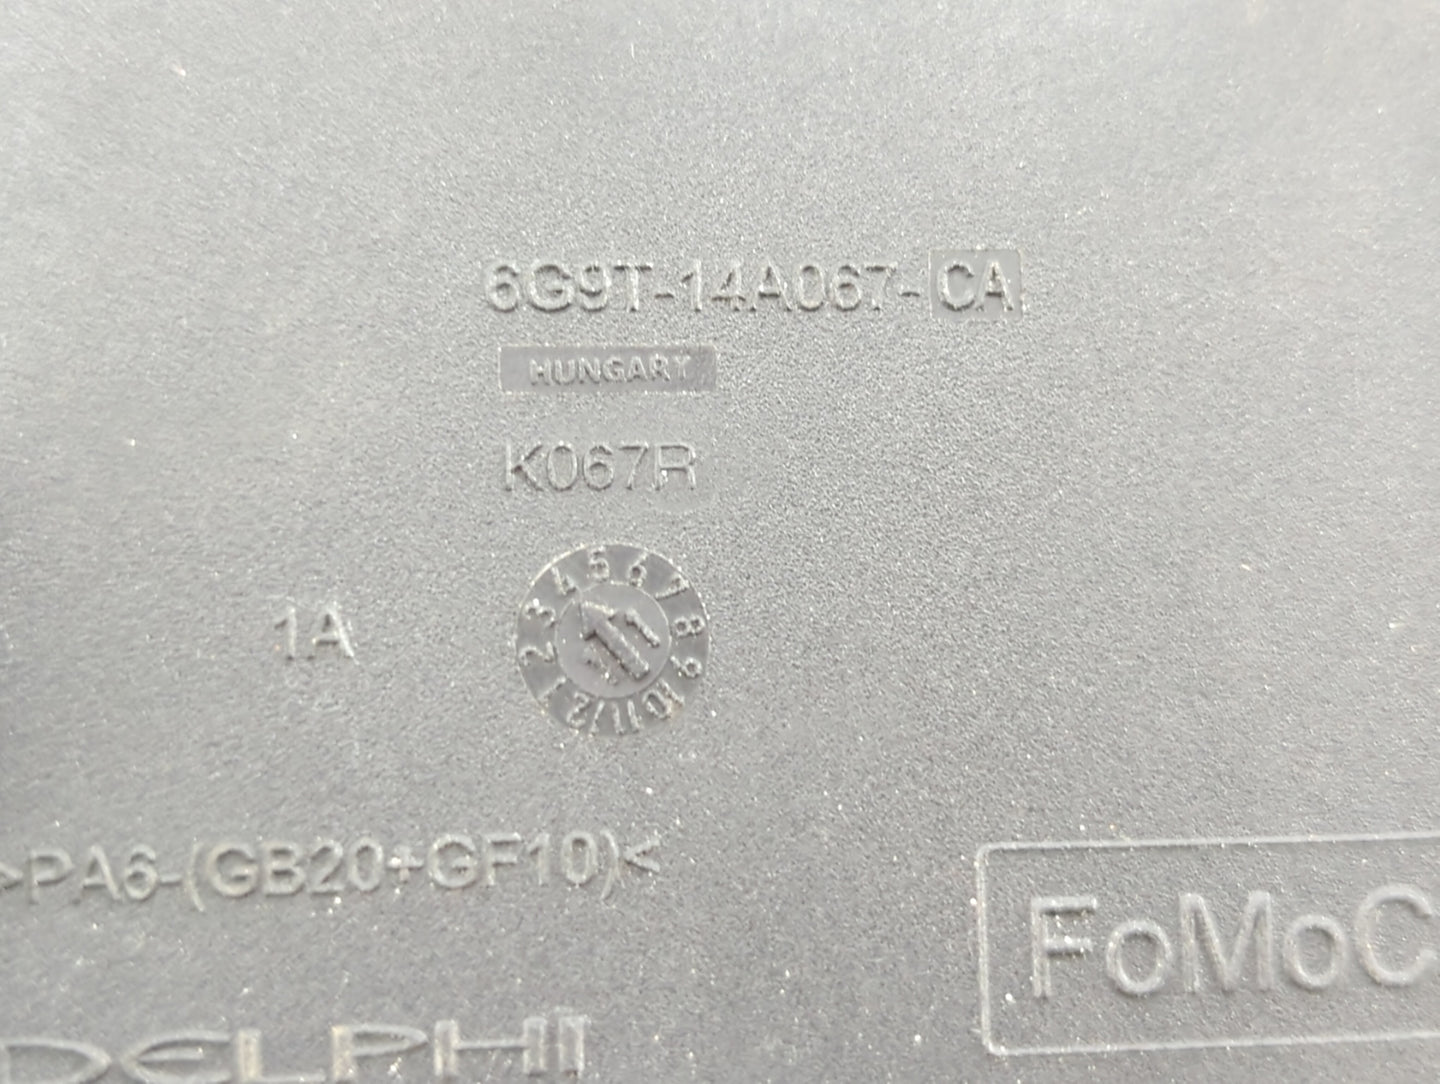 6G9T-14A067-CA
HUNGARY
K067R
1A
1 2 3 4 5 6 7 8 9 10 11 12
11
>PA6-(GB20+GF10)<
FoMoC
DELPHI